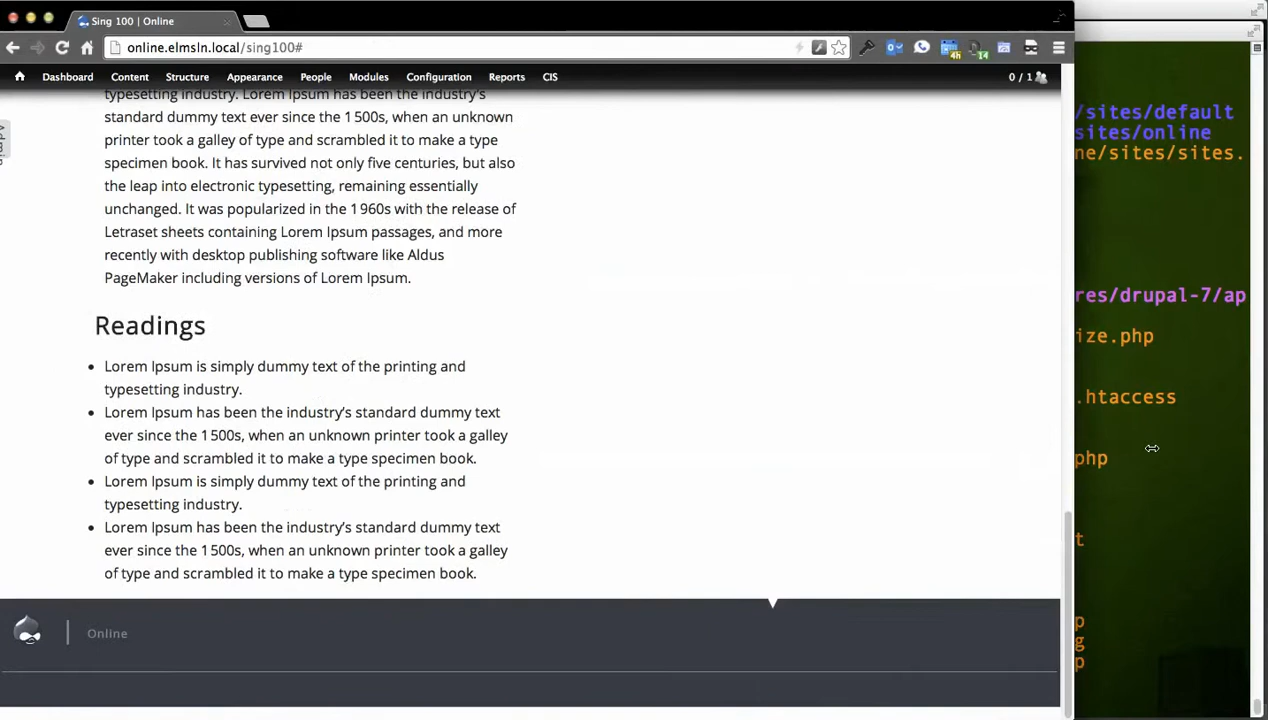 Sing 100 | Online
online.elmsln.local/sing100#
4h
14
Dashboard Content Structure Appearance People Modules Configuration Reports CIS 0 / 1
typesetting industry. Lorem Ipsum has been the industry's
standard dummy text ever since the 1500s, when an unknown
printer took a galley of type and scrambled it to make a type
specimen book. It has survived not only five centuries, but also
the leap into electronic typesetting, remaining essentially
unchanged. It was popularized in the 1960s with the release of
Letraset sheets containing Lorem Ipsum passages, and more
recently with desktop publishing software like Aldus
PageMaker including versions of Lorem Ipsum.
Readings
Lorem Ipsum is simply dummy text of the printing and
typesetting industry.
Lorem Ipsum has been the industry's standard dummy text
ever since the 1500s, when an unknown printer took a galley
of type and scrambled it to make a type specimen book.
Lorem Ipsum is simply dummy text of the printing and
typesetting industry.
Lorem Ipsum has been the industry's standard dummy text
ever since the 1500s, when an unknown printer took a galley
of type and scrambled it to make a type specimen book.
Online
/sites/default
sites/online
ne/sites/sites.
res/drupal-7/ap
ize.php
.htaccess
php
t
p
g
p